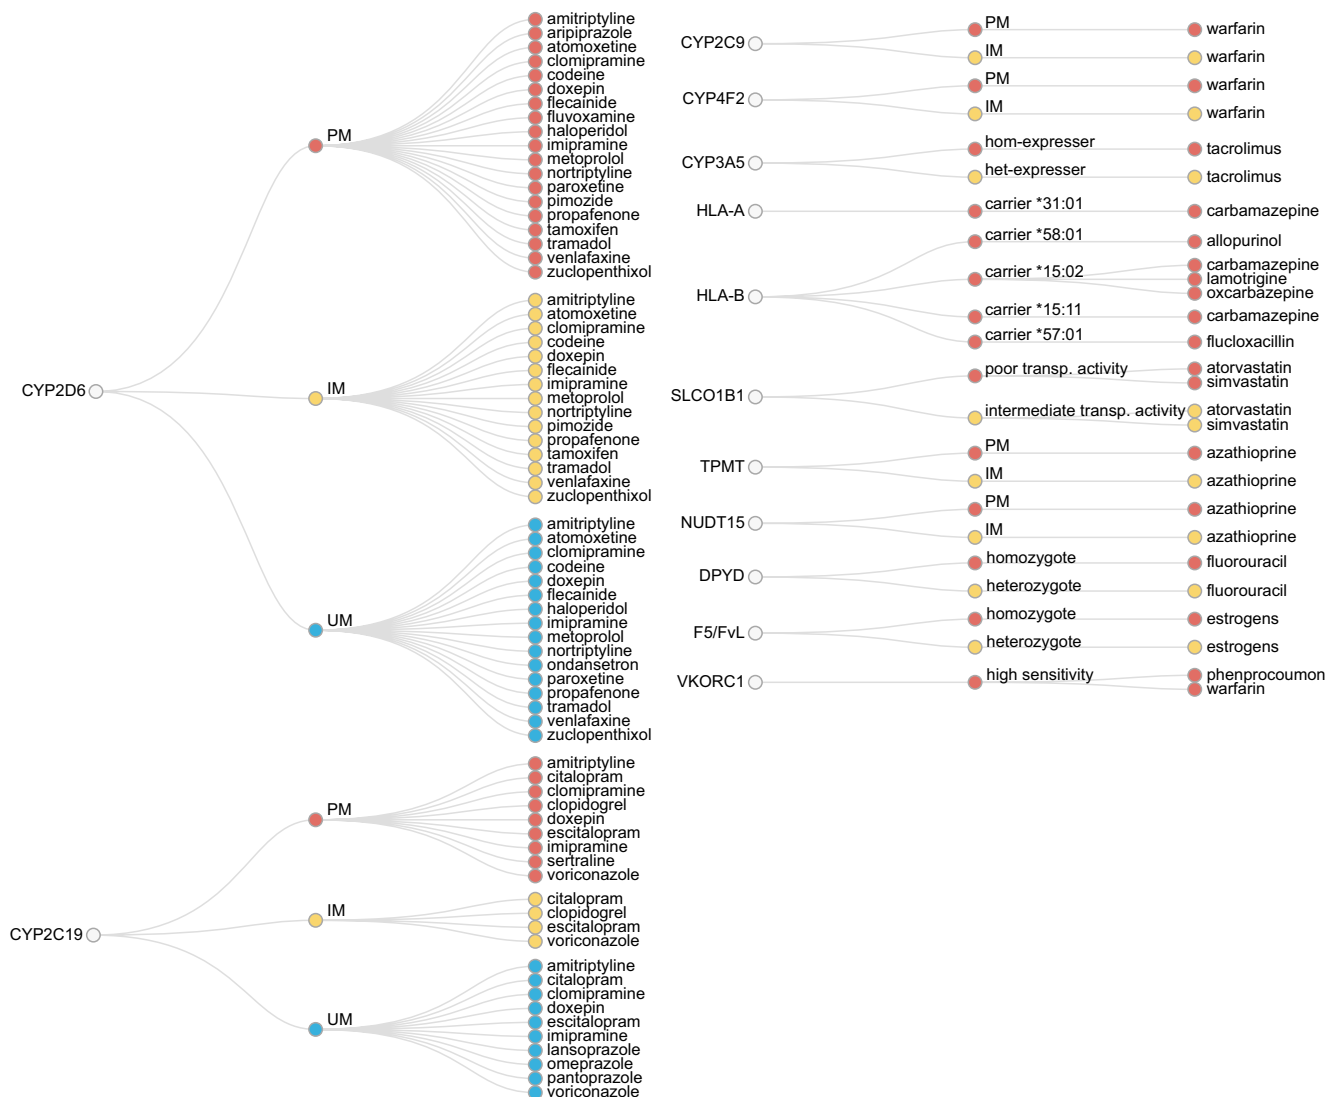 CYP2D6
PM
amitriptyline
aripiprazole
atomoxetine
clomipramine
codeine
doxepin
flecainide
fluvoxamine
haloperidol
imipramine
metoprolol
nortriptyline
paroxetine
pimozide
propafenone
tamoxifen
tramadol
venlafaxine
zuclopenthixol
IM
amitriptyline
atomoxetine
clomipramine
codeine
doxepin
flecainide
imipramine
metoprolol
nortriptyline
pimozide
propafenone
tamoxifen
tramadol
venlafaxine
zuclopenthixol
UM
amitriptyline
atomoxetine
clomipramine
codeine
doxepin
flecainide
haloperidol
imipramine
metoprolol
nortriptyline
ondansetron
paroxetine
propafenone
tramadol
venlafaxine
zuclopenthixol
CYP2C19
PM
amitriptyline
citalopram
clomipramine
clopidogrel
doxepin
escitalopram
imipramine
sertraline
voriconazole
IM
citalopram
clopidogrel
escitalopram
voriconazole
UM
amitriptyline
citalopram
clomipramine
doxepin
escitalopram
imipramine
lansoprazole
omeprazole
pantoprazole
voriconazole
CYP2C9
PM
warfarin
IM
warfarin
CYP4F2
PM
warfarin
IM
warfarin
CYP3A5
hom-expresser
tacrolimus
het-expresser
tacrolimus
HLA-A
carrier *31:01
carbamazepine
HLA-B
carrier *58:01
allopurinol
carrier *15:02
carbamazepine
lamotrigine
oxcarbazepine
carrier *15:11
carbamazepine
carrier *57:01
flucloxacillin
SLCO1B1
poor transp. activity
atorvastatin
simvastatin
intermediate transp. activity
atorvastatin
simvastatin
TPMT
PM
azathioprine
IM
azathioprine
NUDT15
PM
azathioprine
IM
azathioprine
DPYD
homozygote
fluorouracil
heterozygote
fluorouracil
F5/FvL
homozygote
estrogens
heterozygote
estrogens
VKORC1
high sensitivity
phenprocoumon
warfarin